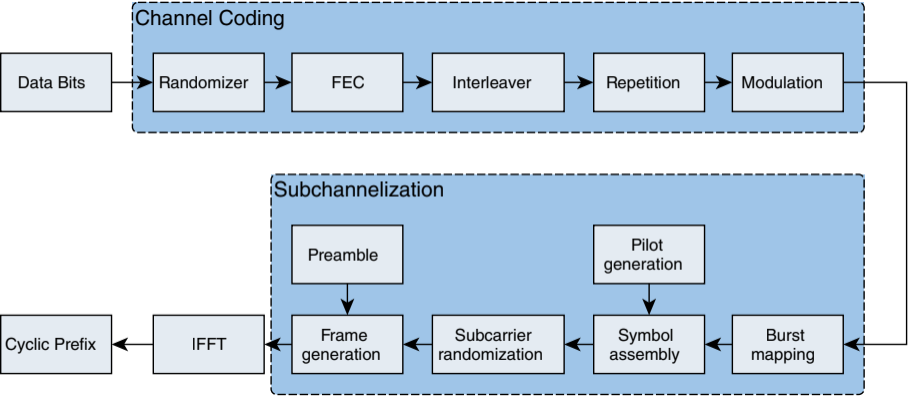 Channel Coding
Data Bits
Randomizer
FEC
Interleaver
Repetition
Modulation
Subchannelization
Preamble
Pilot
generation
Cyclic Prefix
IFFT
Frame
generation
Subcarrier
randomization
Symbol
assembly
Burst
mapping